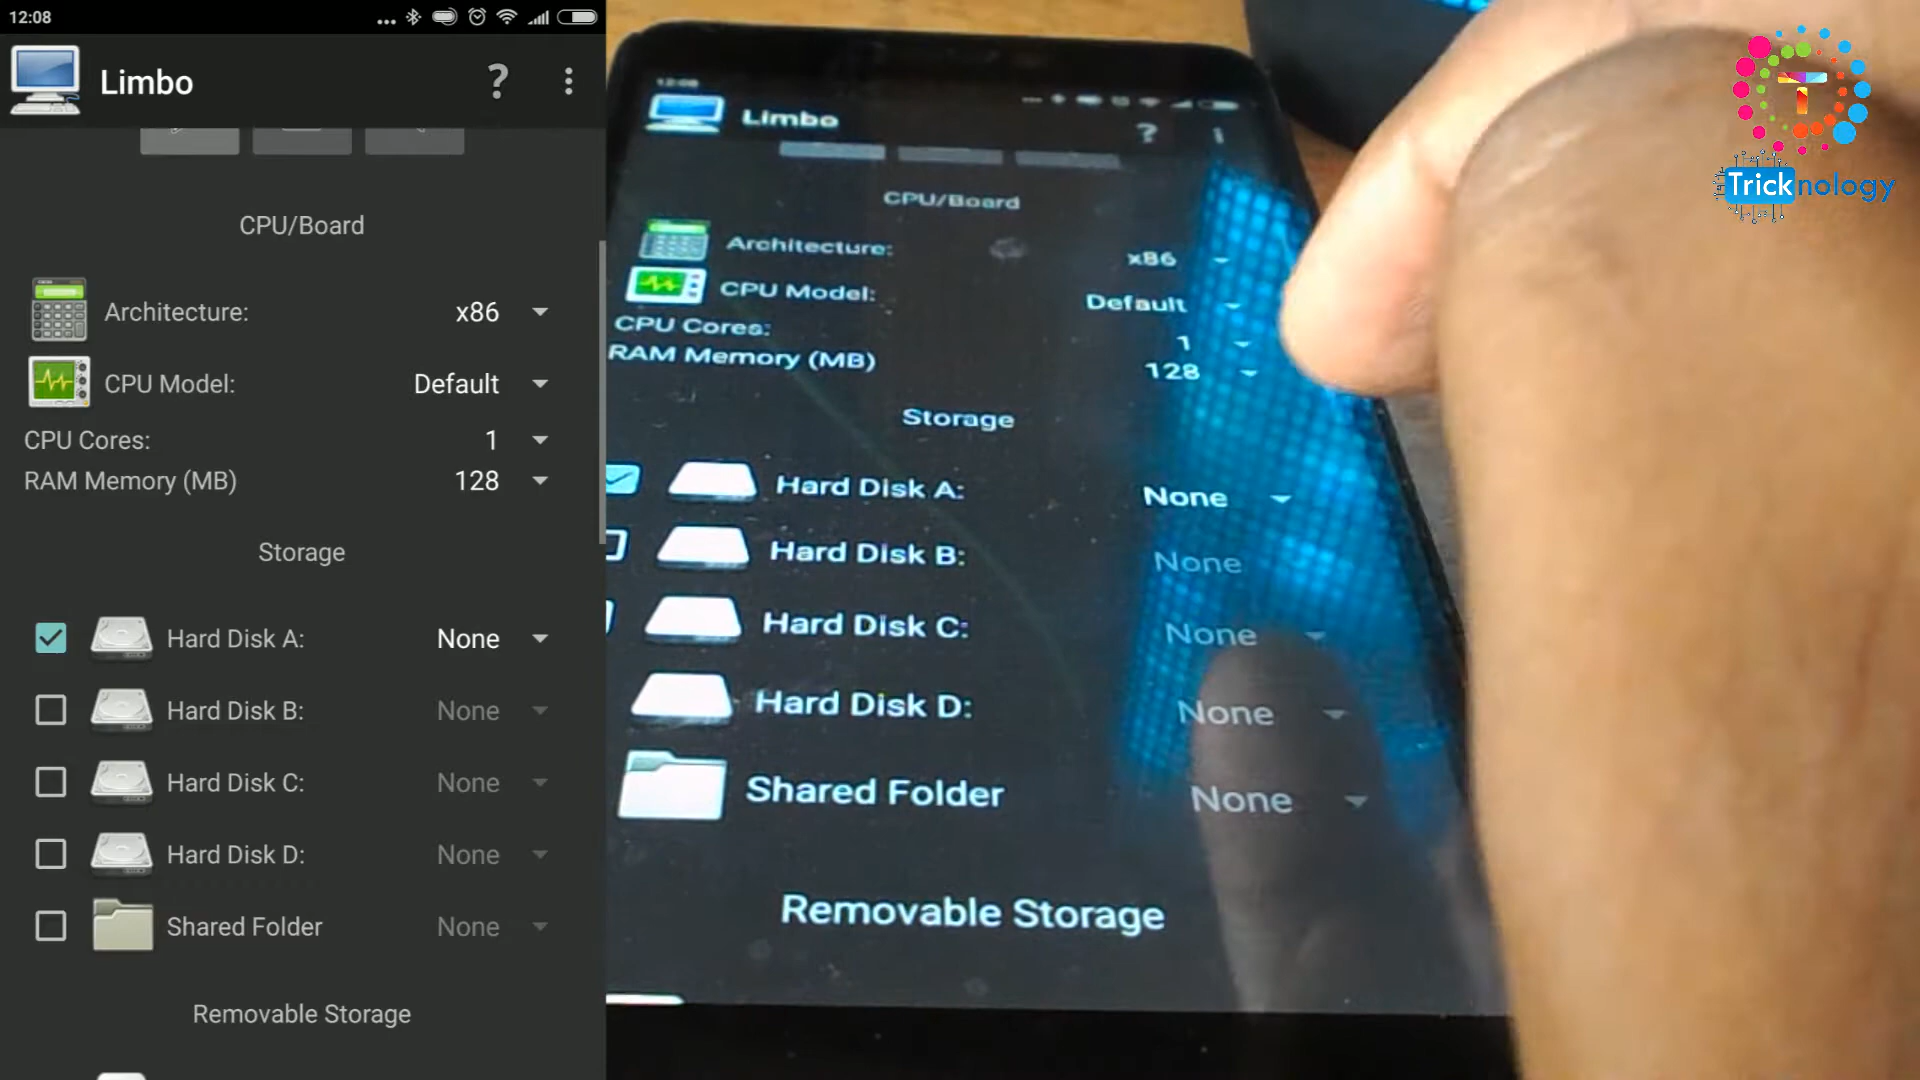 12:08
Limbo
?
CPU/Board
Architecture: x86
CPU Model: Default
CPU Cores: 1
RAM Memory (MB) 128
Storage
Hard Disk A: None
Hard Disk B: None
Hard Disk C: None
Hard Disk D: None
Shared Folder None
Removable Storage
12:08
Limbo
?
CPU/Board
Architecture: x86
CPU Model: Default
CPU Cores: 1
RAM Memory (MB) 128
Storage
Hard Disk A: None
Hard Disk B: None
Hard Disk C: None
Hard Disk D: None
Shared Folder None
Removable Storage
T
Tricknology